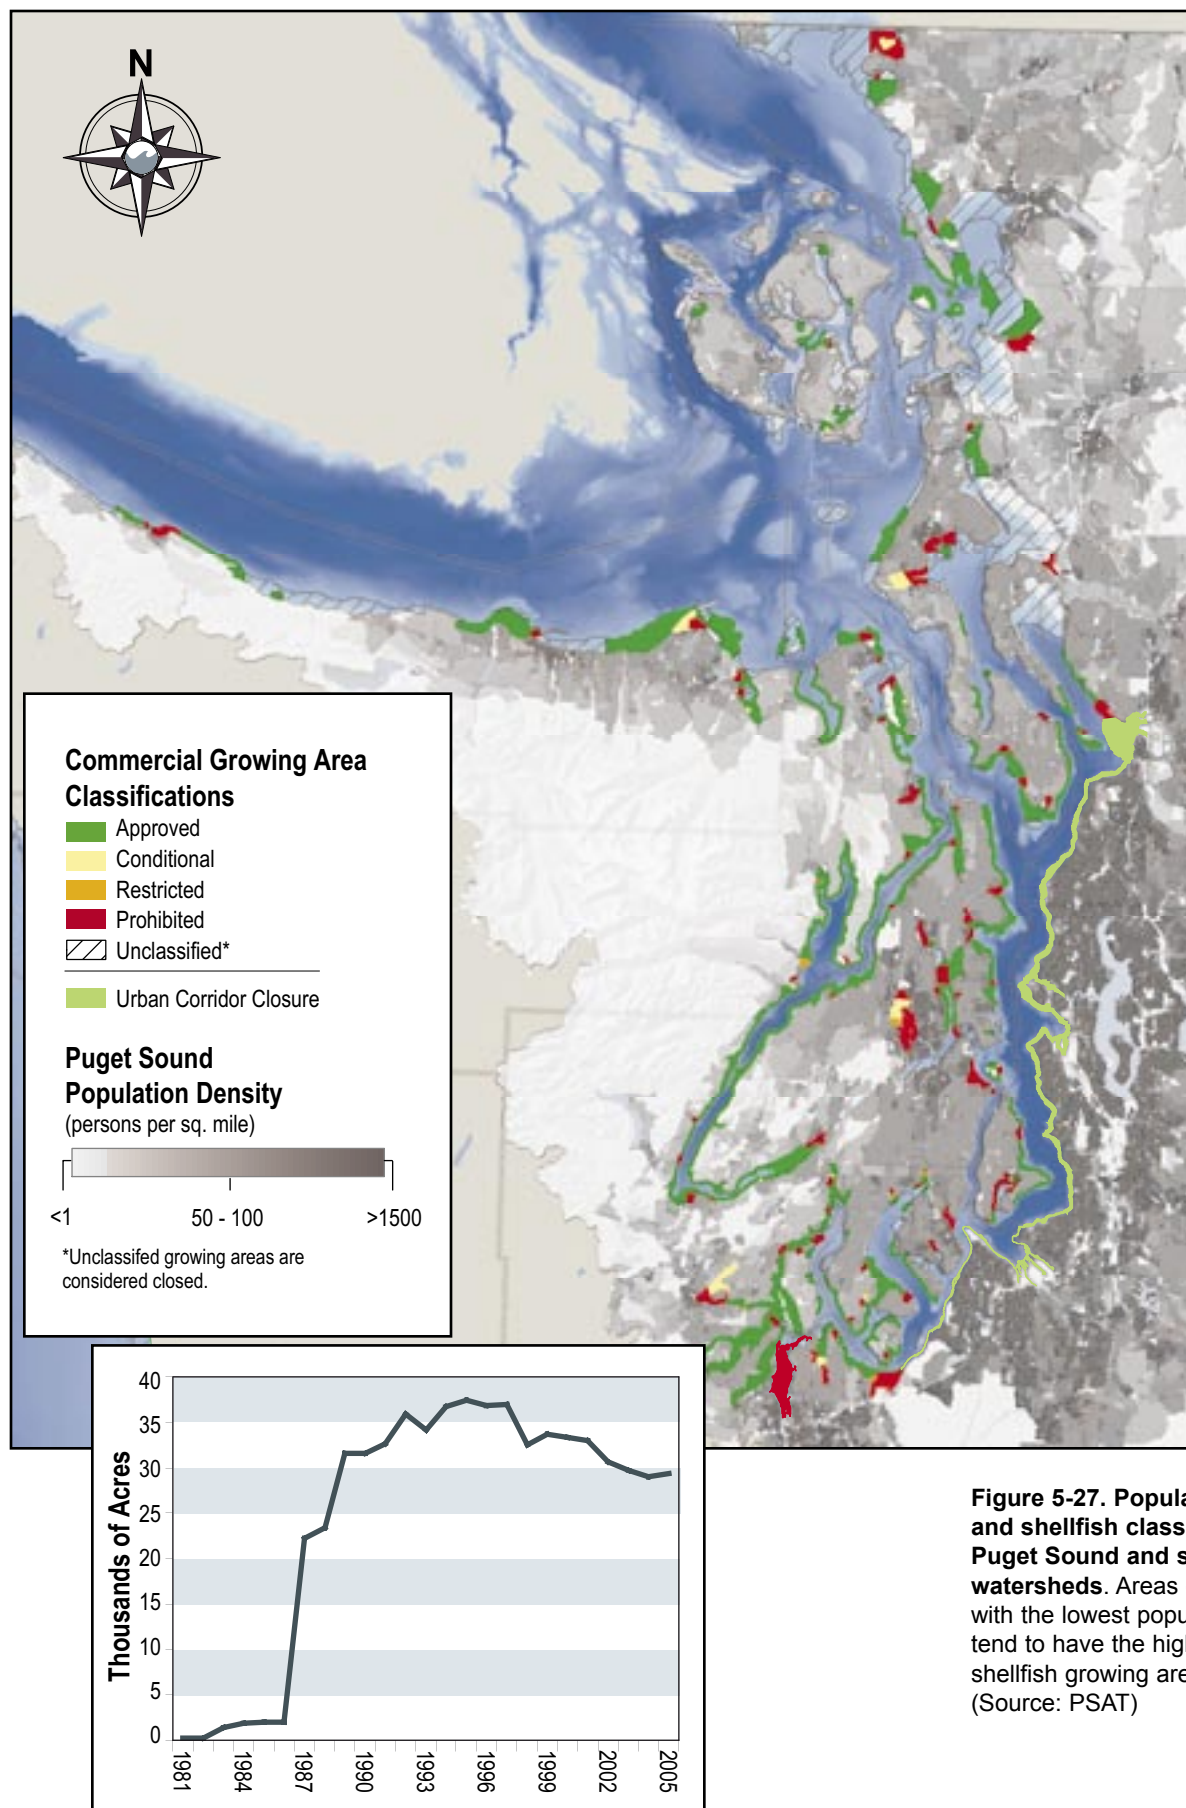 N
Commercial Growing Area
Classifications
Approved
Conditional
Restricted
Prohibited
Unclassified*
Urban Corridor Closure
Puget Sound
Population Density
(persons per sq. mile)
<1 50 - 100 >1500
*Unclassifed growing areas are
considered closed.
Thousands of Acres
40
35
30
25
20
15
10
5
0
1981 1984 1987 1990 1993 1996 1999 2002 2005
Figure 5-27. Popula
and shellfish class
Puget Sound and s
watersheds. Areas
with the lowest popu
tend to have the hig
shellfish growing are
(Source: PSAT)